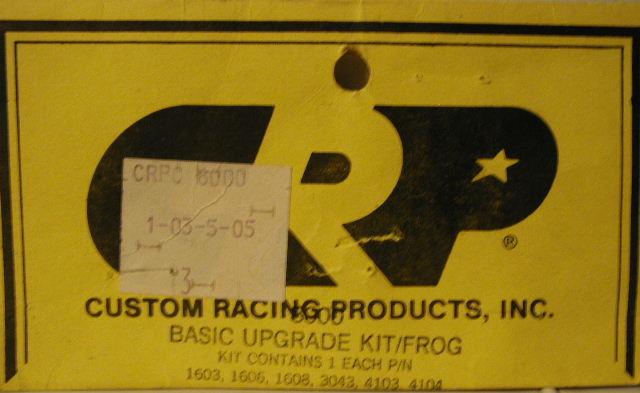 CRP
®
CRPC 6000
1-03-5-05
3
CUSTOM RACING PRODUCTS, INC.
BASIC UPGRADE KIT/FROG
KIT CONTAINS 1 EACH P/N
1603, 1606, 1608, 3043, 4103, 4104